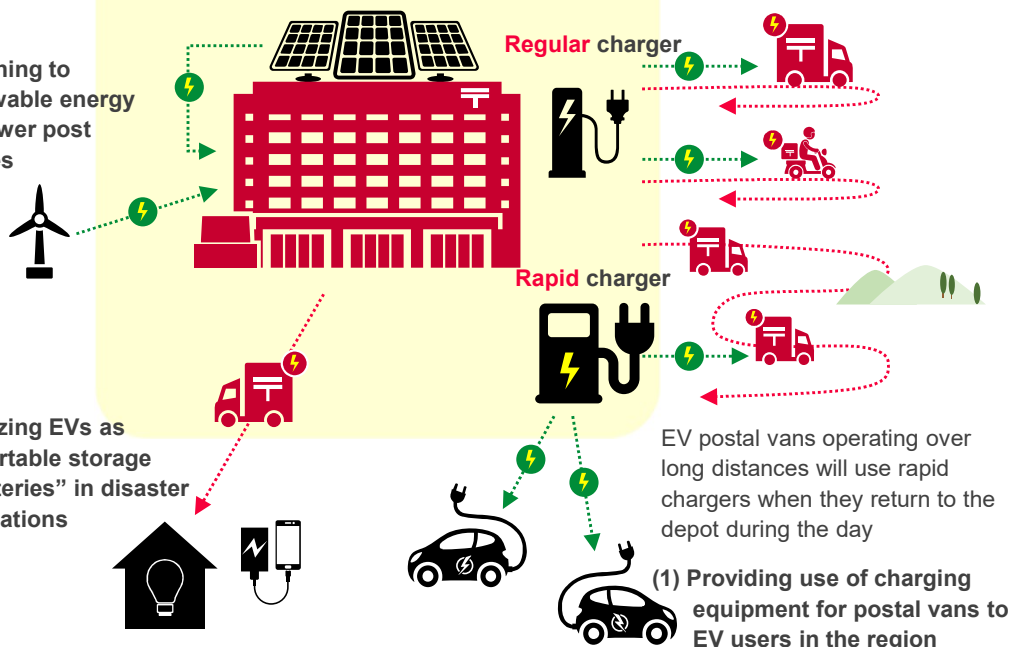 Regular charger
ning to
wable energy
wer post
s
Rapid charger
zing EVs as
rtable storage
teries” in disaster
ations
EV postal vans operating over
long distances will use rapid
chargers when they return to the
depot during the day
(1) Providing use of charging
equipment for postal vans to
EV users in the region